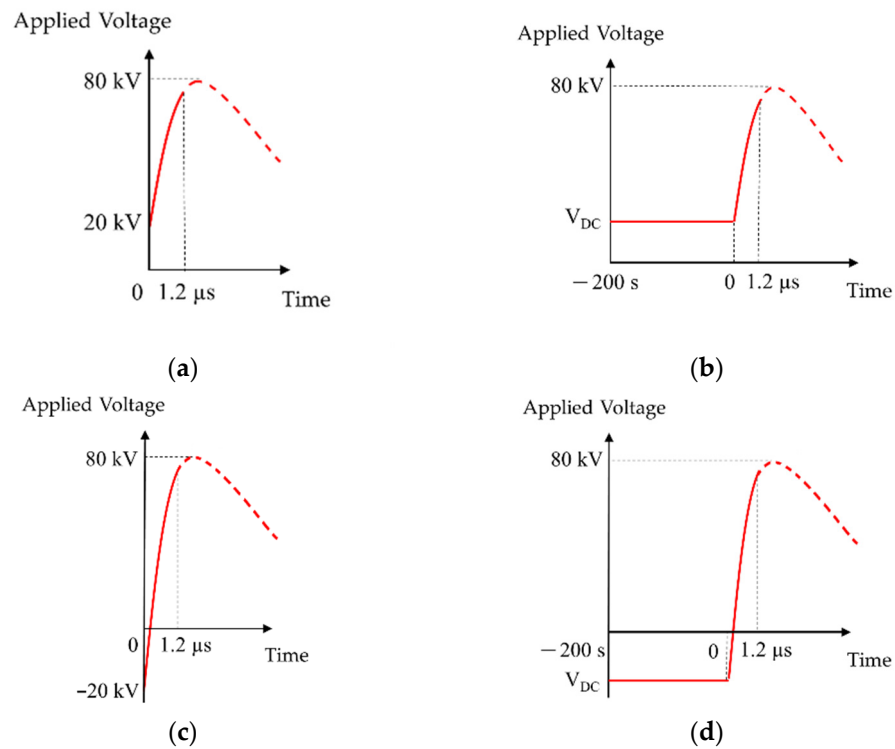 Applied Voltage
80 kV
20 kV
0 1.2 µs Time
(a)
Applied Voltage
80 kV
V_DC
−200 s 0 1.2 µs Time
(b)
Applied Voltage
80 kV
0 1.2 µs Time
−20 kV
(c)
Applied Voltage
80 kV
−200 s 0 1.2 µs Time
V_DC
(d)